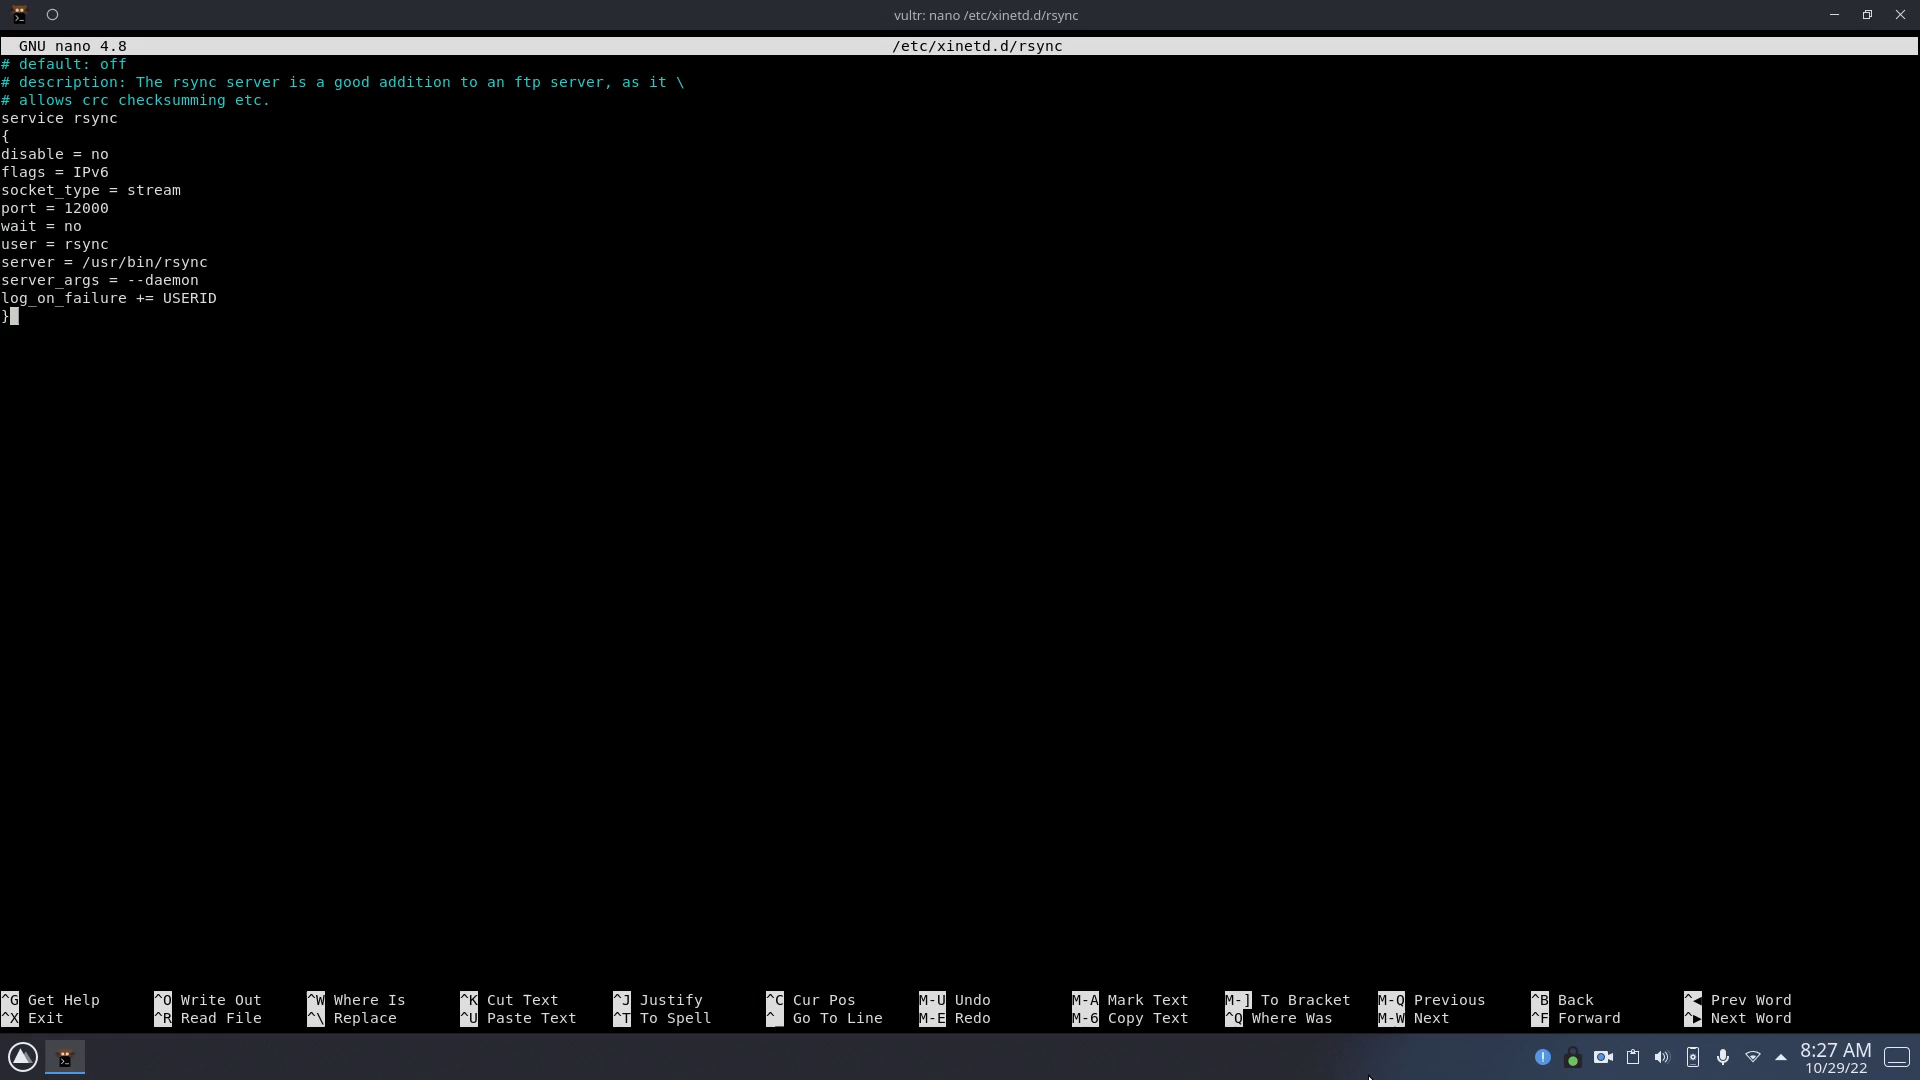 vultr: nano /etc/xinetd.d/rsync
GNU nano 4.8 /etc/xinetd.d/rsync
# default: off
# description: The rsync server is a good addition to an ftp server, as it \
# allows crc checksumming etc.
service rsync
{
disable = no
flags = IPv6
socket_type = stream
port = 12000
wait = no
user = rsync
server = /usr/bin/rsync
server_args = --daemon
log_on_failure += USERID
}
^G Get Help ^O Write Out ^W Where Is ^K Cut Text ^J Justify ^C Cur Pos M-U Undo M-A Mark Text M-] To Bracket M-Q Previous ^B Back ^◀ Prev Word
^X Exit ^R Read File ^\ Replace ^U Paste Text ^T To Spell ^_ Go To Line M-E Redo M-6 Copy Text ^Q Where Was M-W Next ^F Forward ^▶ Next Word
8:27 AM
10/29/22